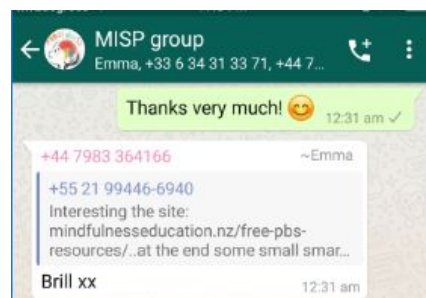 MISP group
Emma, +33 6 34 31 33 71, +44 7...
Thanks very much! 😊
12:31 am
+44 7983 364166 ~Emma
+55 21 99446-6940
Interesting the site:
mindfulnesseducation.nz/free-pbs-
resources/..at the end some small smar...
Brill xx
12:31 am